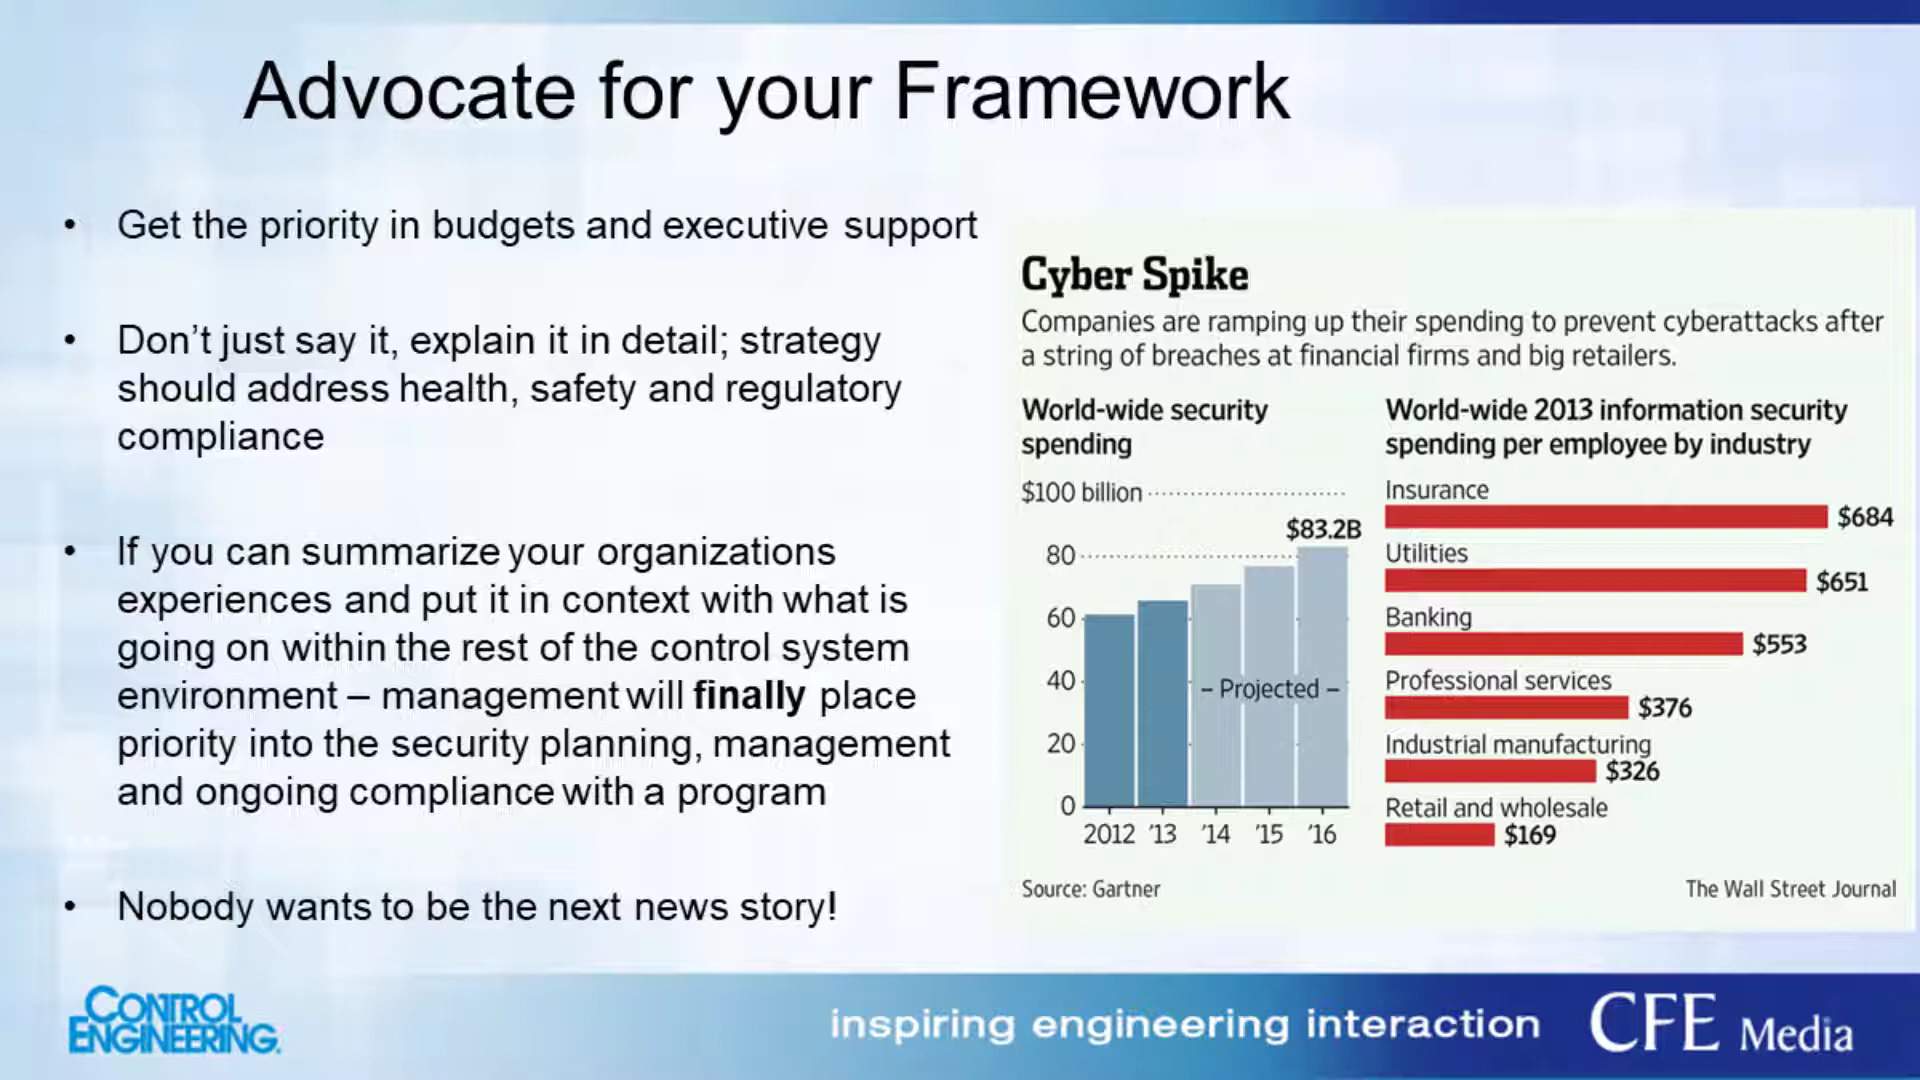 Advocate for your Framework
• Get the priority in budgets and executive support
• Don't just say it, explain it in detail; strategy
should address health, safety and regulatory
compliance
• If you can summarize your organizations
experiences and put it in context with what is
going on within the rest of the control system
environment – management will finally place
priority into the security planning, management
and ongoing compliance with a program
• Nobody wants to be the next news story!
Cyber Spike
Companies are ramping up their spending to prevent cyberattacks after
a string of breaches at financial firms and big retailers.
World-wide security
spending
$100 billion
$83.2B
80
60
40
20
0
– Projected –
2012 '13 '14 '15 '16
World-wide 2013 information security
spending per employee by industry
Insurance
$684
Utilities
$651
Banking
$553
Professional services
$376
Industrial manufacturing
$326
Retail and wholesale
$169
Source: Gartner
The Wall Street Journal
CONTROL
ENGINEERING.
inspiring engineering interaction
CFE Media